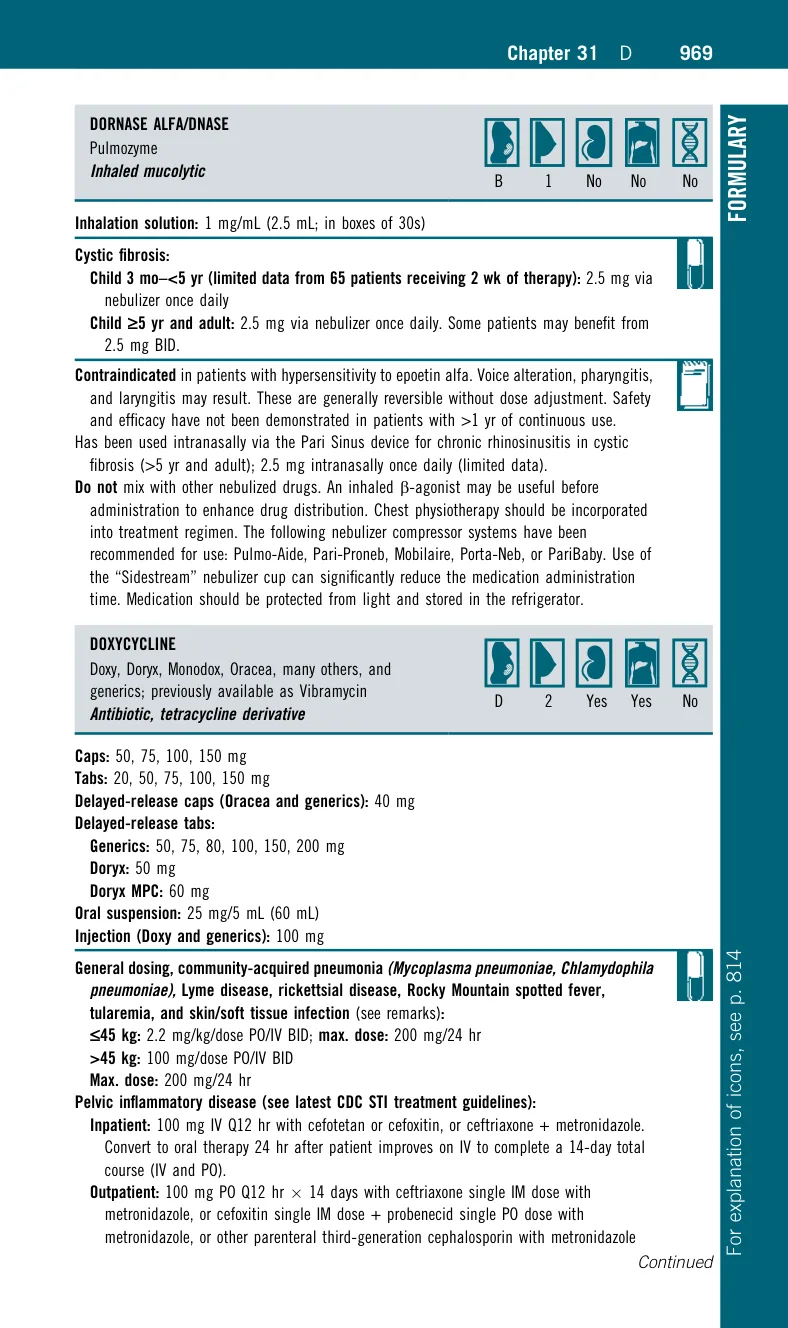 Chapter 31 D 969
DORNASE ALFA/DNASE
Pulmozyme
Inhaled mucolytic
B 1 No No No
Inhalation solution: 1 mg/mL (2.5 mL; in boxes of 30s)
Cystic fibrosis:
Child 3 mo–<5 yr (limited data from 65 patients receiving 2 wk of therapy): 2.5 mg via
nebulizer once daily
Child ≥5 yr and adult: 2.5 mg via nebulizer once daily. Some patients may benefit from
2.5 mg BID.
Contraindicated in patients with hypersensitivity to epoetin alfa. Voice alteration, pharyngitis,
and laryngitis may result. These are generally reversible without dose adjustment. Safety
and efficacy have not been demonstrated in patients with >1 yr of continuous use.
Has been used intranasally via the Pari Sinus device for chronic rhinosinusitis in cystic
fibrosis (>5 yr and adult); 2.5 mg intranasally once daily (limited data).
Do not mix with other nebulized drugs. An inhaled β-agonist may be useful before
administration to enhance drug distribution. Chest physiotherapy should be incorporated
into treatment regimen. The following nebulizer compressor systems have been
recommended for use: Pulmo-Aide, Pari-Proneb, Mobilaire, Porta-Neb, or PariBaby. Use of
the “Sidestream” nebulizer cup can significantly reduce the medication administration
time. Medication should be protected from light and stored in the refrigerator.
DOXYCYCLINE
Doxy, Doryx, Monodox, Oracea, many others, and
generics; previously available as Vibramycin
Antibiotic, tetracycline derivative
D 2 Yes Yes No
Caps: 50, 75, 100, 150 mg
Tabs: 20, 50, 75, 100, 150 mg
Delayed-release caps (Oracea and generics): 40 mg
Delayed-release tabs:
Generics: 50, 75, 80, 100, 150, 200 mg
Doryx: 50 mg
Doryx MPC: 60 mg
Oral suspension: 25 mg/5 mL (60 mL)
Injection (Doxy and generics): 100 mg
General dosing, community-acquired pneumonia (Mycoplasma pneumoniae, Chlamydophila
pneumoniae), Lyme disease, rickettsial disease, Rocky Mountain spotted fever,
tularemia, and skin/soft tissue infection (see remarks):
≤45 kg: 2.2 mg/kg/dose PO/IV BID; max. dose: 200 mg/24 hr
>45 kg: 100 mg/dose PO/IV BID
Max. dose: 200 mg/24 hr
Pelvic inflammatory disease (see latest CDC STI treatment guidelines):
Inpatient: 100 mg IV Q12 hr with cefotetan or cefoxitin, or ceftriaxone + metronidazole.
Convert to oral therapy 24 hr after patient improves on IV to complete a 14-day total
course (IV and PO).
Outpatient: 100 mg PO Q12 hr × 14 days with ceftriaxone single IM dose with
metronidazole, or cefoxitin single IM dose + probenecid single PO dose with
metronidazole, or other parenteral third-generation cephalosporin with metronidazole
Continued
FORMULARY
For explanation of icons, see p. 814